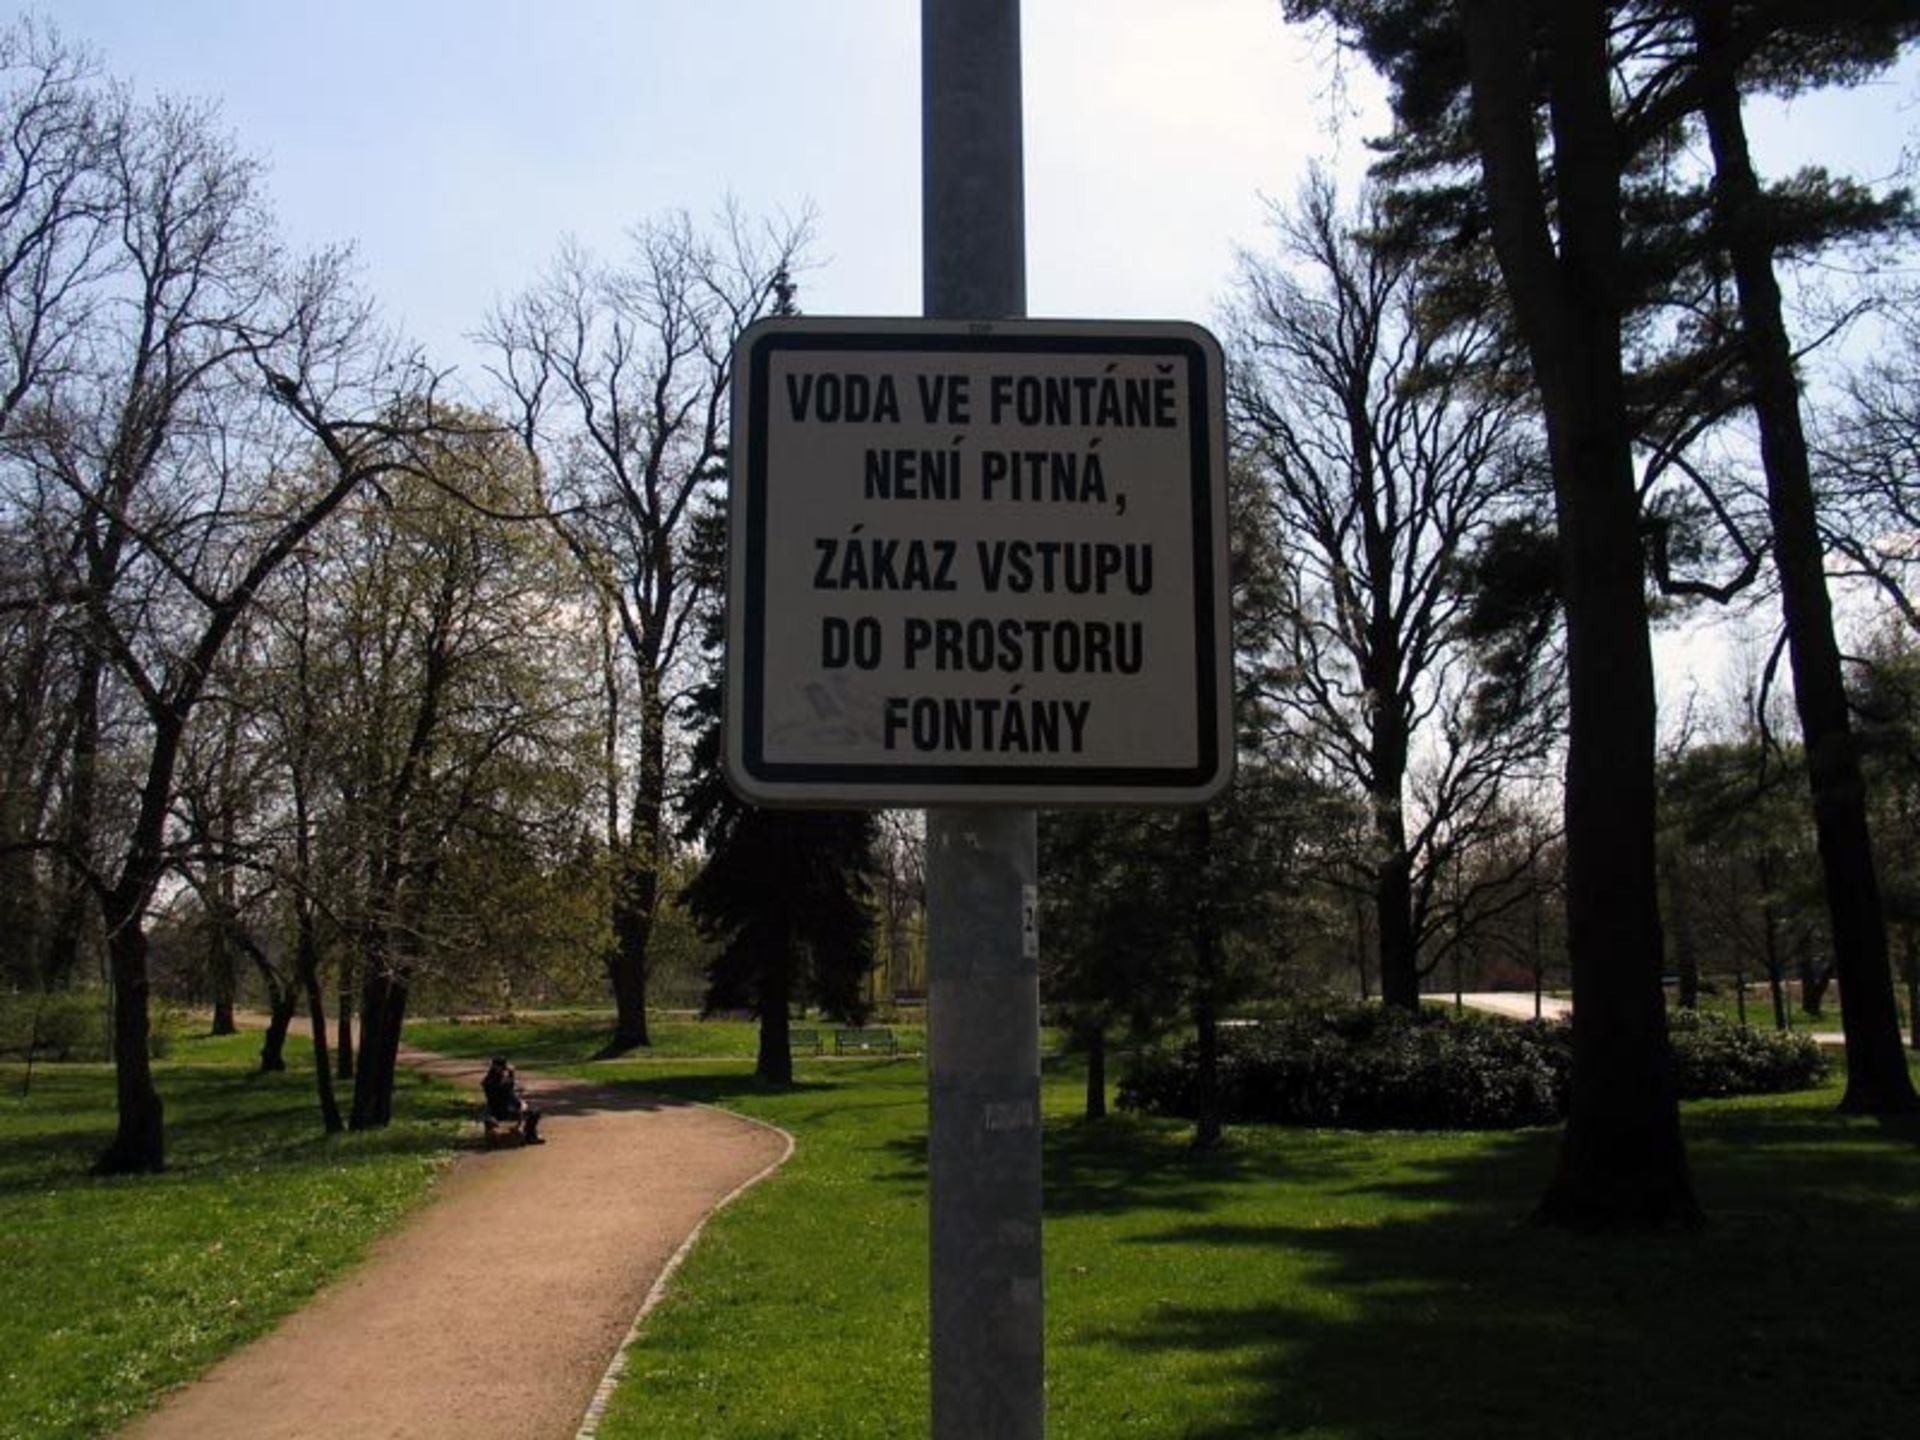 VODA VE FONTÁNĚ
NENÍ PITNÁ,
ZÁKAZ VSTUPU
DO PROSTORU
FONTÁNY